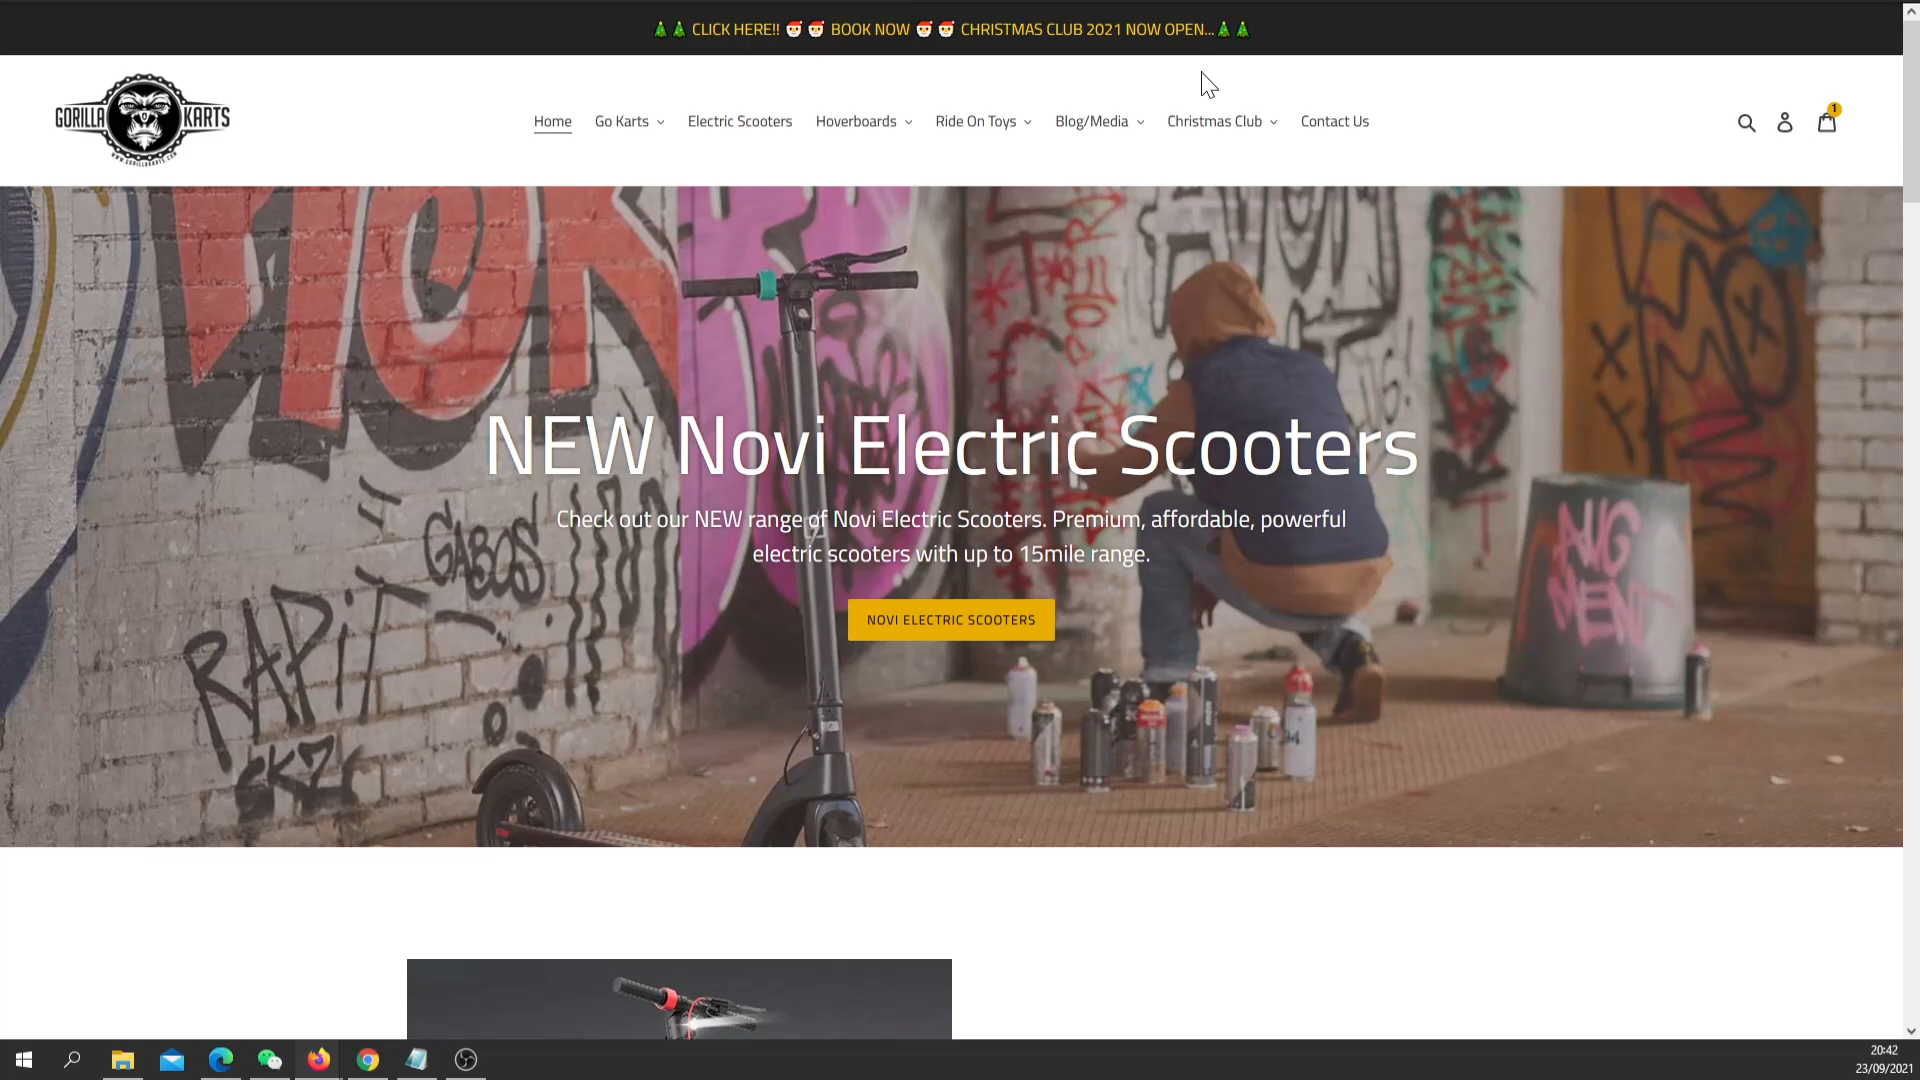 CLICK HERE!! BOOK NOW CHRISTMAS CLUB 2021 NOW OPEN...
GORILLA KARTS
WWW.GORILLAKARTS.COM
Home Go Karts Electric Scooters Hoverboards Ride On Toys Blog/Media Christmas Club Contact Us
1
NEW Novi Electric Scooters
Check out our NEW range of Novi Electric Scooters. Premium, affordable, powerful
electric scooters with up to 15mile range.
NOVI ELECTRIC SCOOTERS
GABOS
RAPiT
20:42
23/09/2021